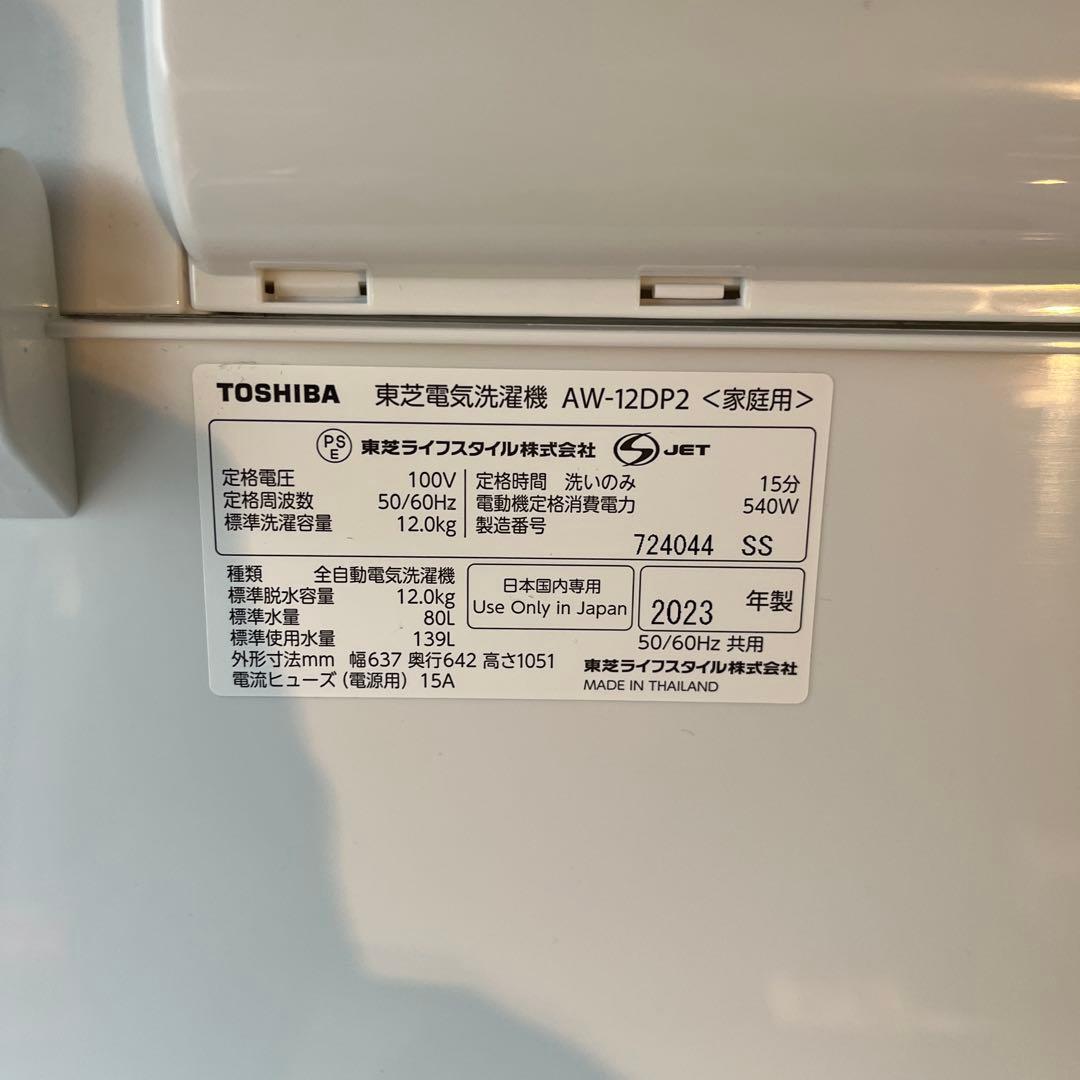 TOSHIBA 東芝電気洗濯機 AW-12DP2 <家庭用>
PSE 東芝ライフスタイル株式会社 S JET
定格電圧 100V
定格周波数 50/60Hz
標準洗濯容量 12.0kg
定格時間 洗いのみ 15分
電動機定格消費電力 540W
製造番号
724044 SS
種類 全自動電気洗濯機
標準脱水容量 12.0kg
標準水量 80L
標準使用水量 139L
外形寸法mm 幅637 奥行642 高さ1051
電流ヒューズ(電源用) 15A
日本国内専用
Use Only in Japan
2023 年製
50/60Hz 共用
東芝ライフスタイル株式会社
MADE IN THAILAND